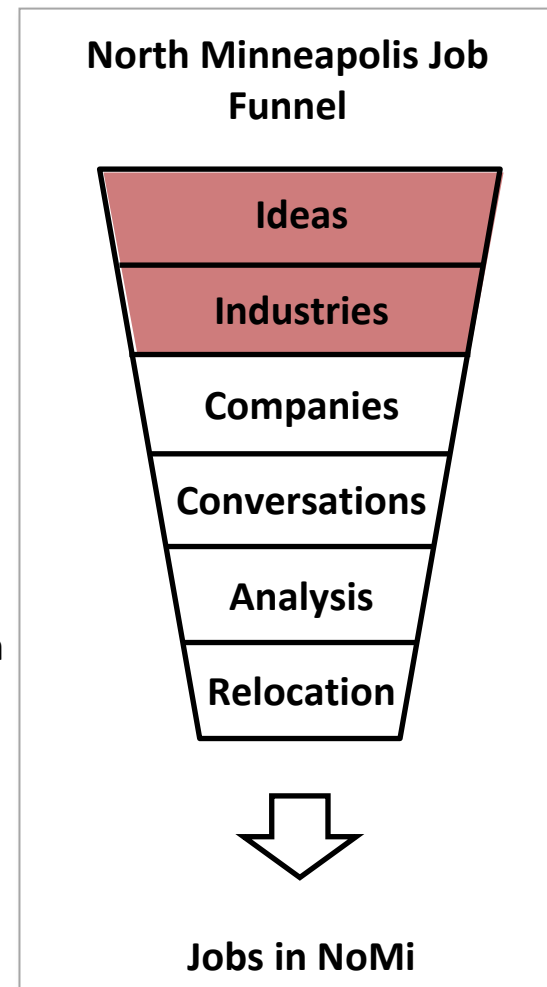 North Minneapolis Job
Funnel
Ideas
Industries
Companies
Conversations
Analysis
Relocation
Jobs in NoMi